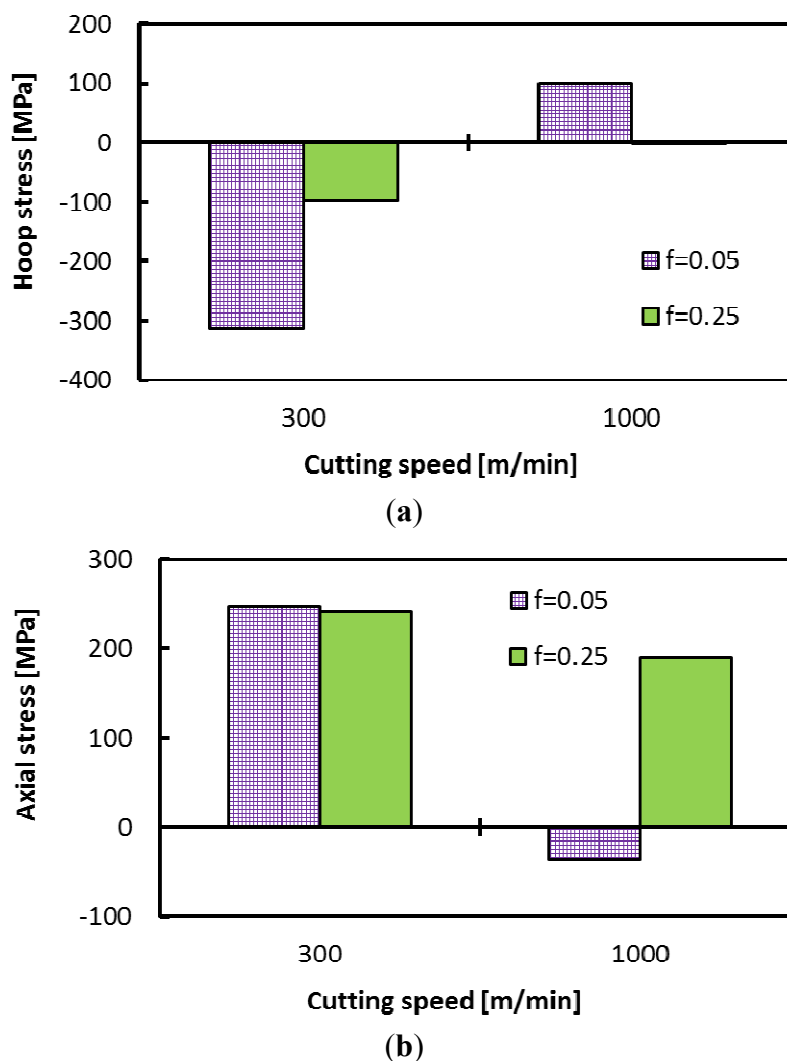 Hoop stress [MPa]
200
100
0
-100
-200
-300
-400
f=0.05
f=0.25
300
1000
Cutting speed [m/min]
(a)
Axial stress [MPa]
300
200
100
0
-100
f=0.05
f=0.25
300
1000
Cutting speed [m/min]
(b)